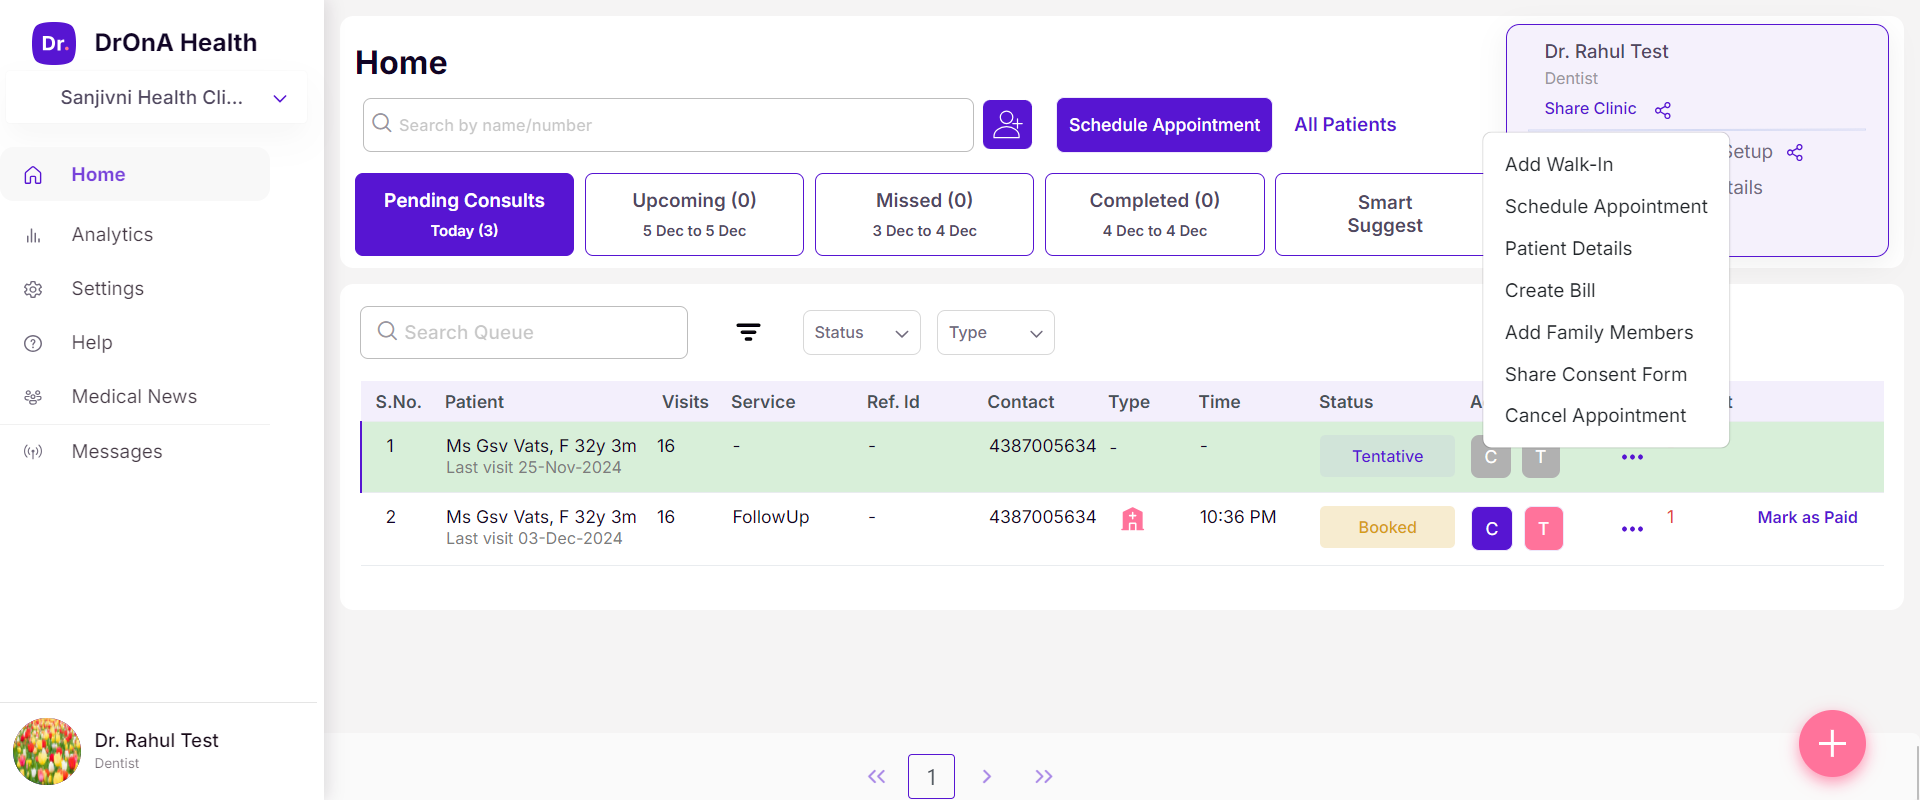 Dr.
DrOnA Health
Sanjivni Health Cli...
Home
Analytics
Settings
Help
Medical News
Messages
Dr. Rahul Test
Dentist
Home
Search by name/number
Schedule Appointment
All Patients
Pending Consults
Today (3)
Upcoming (0)
5 Dec to 5 Dec
Missed (0)
3 Dec to 4 Dec
Completed (0)
4 Dec to 4 Dec
Smart
Suggest
Dr. Rahul Test
Dentist
Share Clinic
Setup
tails
Add Walk-In
Schedule Appointment
Patient Details
Create Bill
Add Family Members
Share Consent Form
Cancel Appointment
Search Queue
Status
Type
S.No. Patient Visits Service Ref. Id Contact Type Time Status
1 Ms Gsv Vats, F 32y 3m 16 - - 4387005634 - - Tentative C T
Last visit 25-Nov-2024
2 Ms Gsv Vats, F 32y 3m 16 FollowUp - 4387005634 10:36 PM Booked C T 1 Mark as Paid
Last visit 03-Dec-2024
1